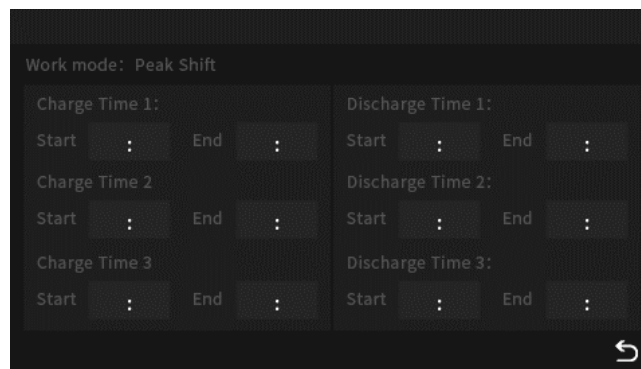 Work mode: Peak Shift
Charge Time 1:
Start : End :
Charge Time 2
Start : End :
Charge Time 3
Start : End :
Discharge Time 1:
Start : End :
Discharge Time 2:
Start : End :
Discharge Time 3:
Start : End :